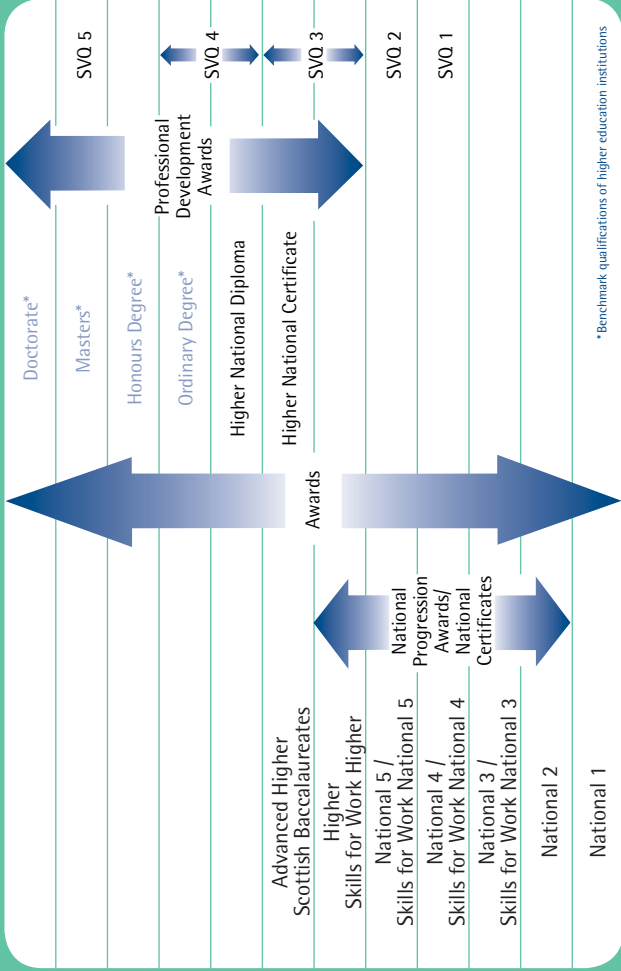 Advanced Higher
Scottish Baccalaureates
Higher
Skills for Work Higher
National 5 /
Skills for Work National 5
National 4 /
Skills for Work National 4
National 3 /
Skills for Work National 3
National 2
National 1
National
Progression
Awards/
National
Certificates
Awards
Doctorate*
Masters*
Honours Degree*
Ordinary Degree*
Higher National Diploma
Higher National Certificate
Professional
Development
Awards
SVQ 5
SVQ 4
SVQ 3
SVQ 2
SVQ 1
*Benchmark qualifications of higher education institutions